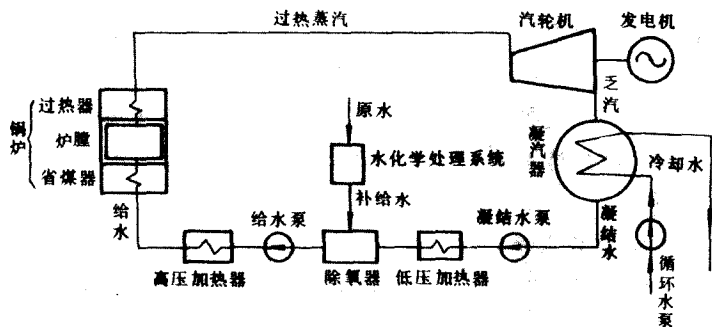 过热蒸汽
汽轮机
发电机
乏汽
过热器
炉膛
省煤器
锅炉
原水
水化学处理系统
补给水
凝汽器
冷却水
给水
给水泵
凝结水泵
凝结水
高压加热器
除氧器
低压加热器
循环水泵